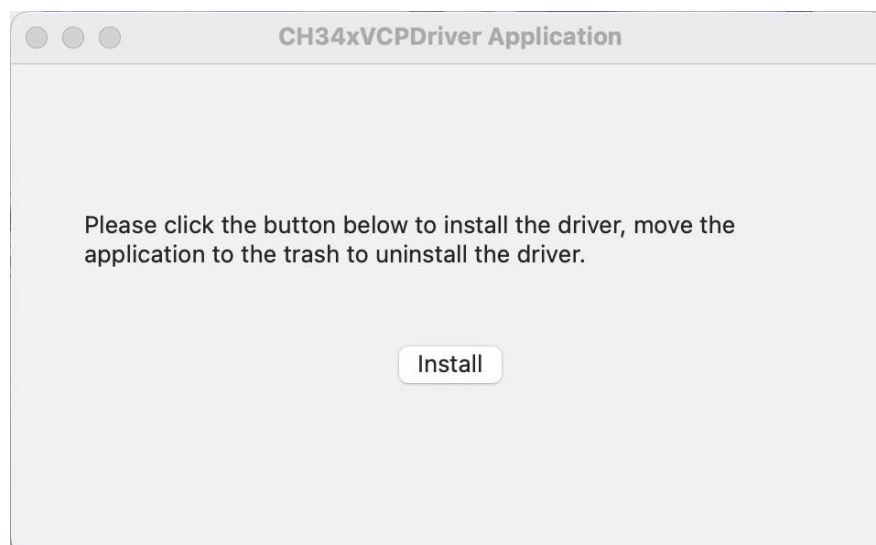 CH34xVCPDriver Application
Please click the button below to install the driver, move the
application to the trash to uninstall the driver.
Install